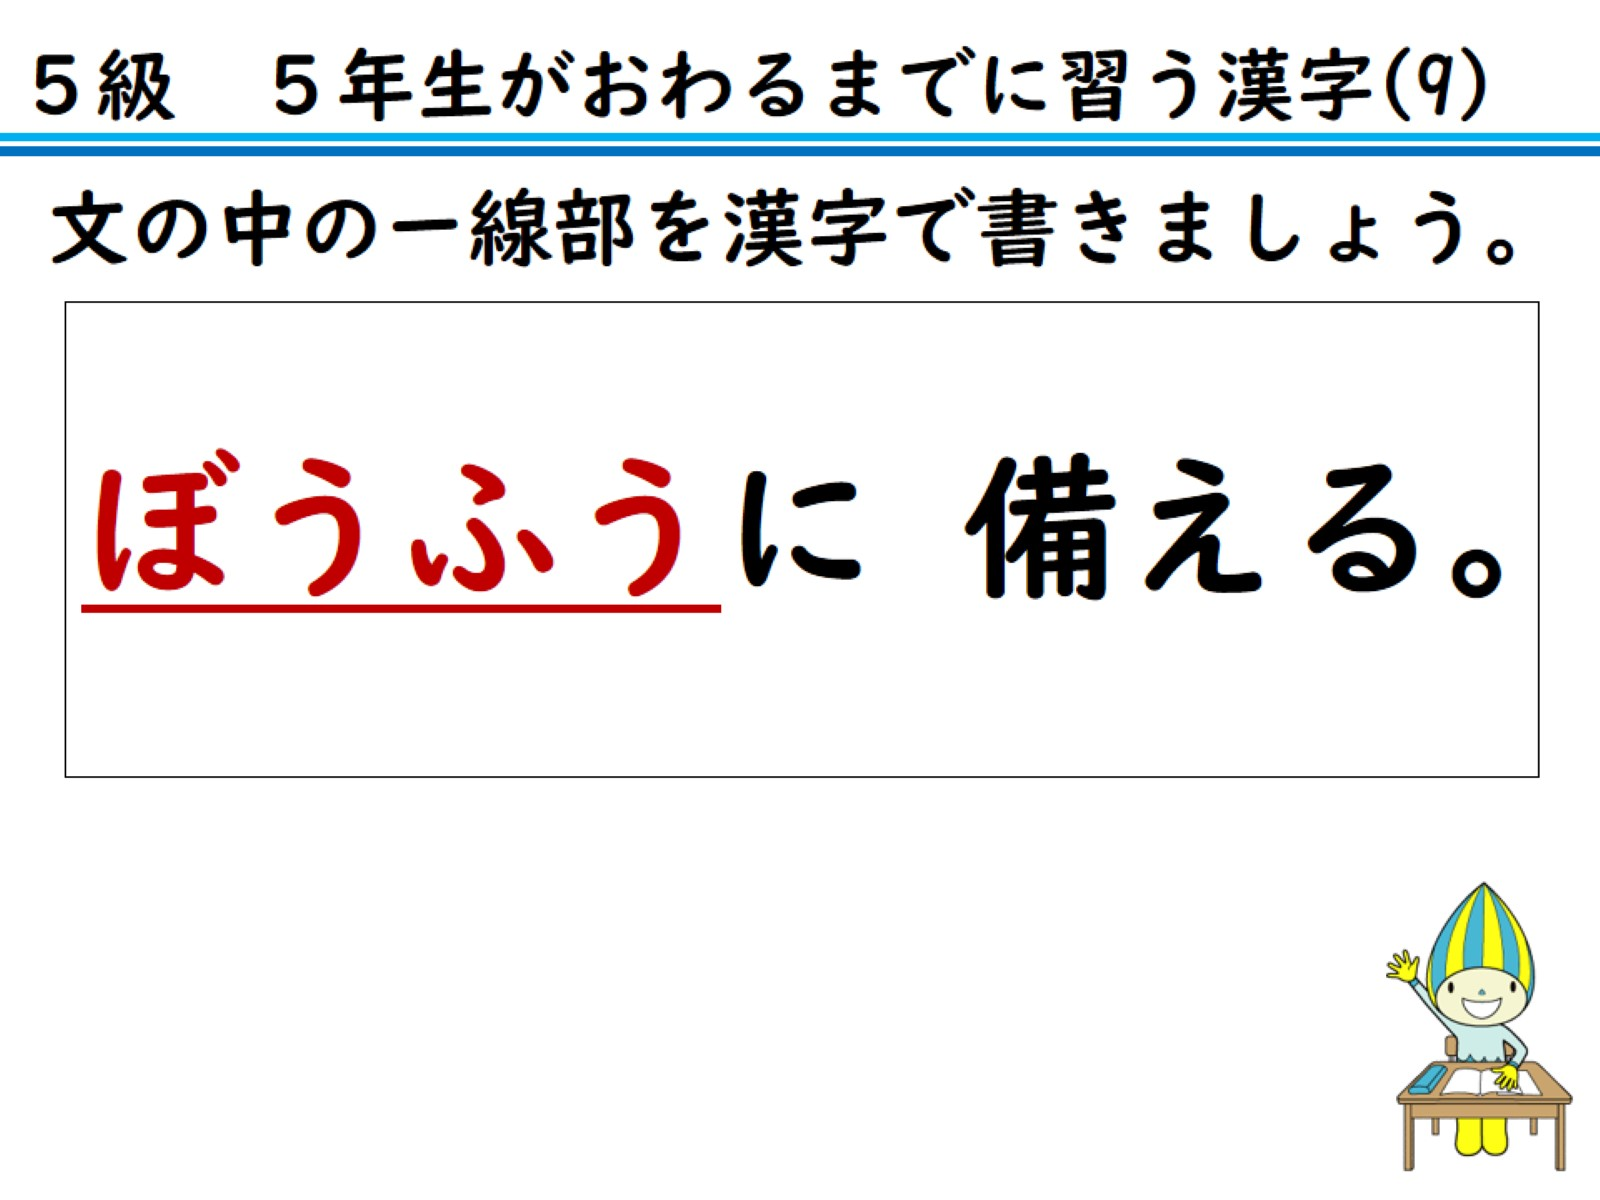 ５級　５年生がおわるまでに習う漢字(9)
文の中の―線部を漢字で書きましょう。
ぼうふうに　備える。